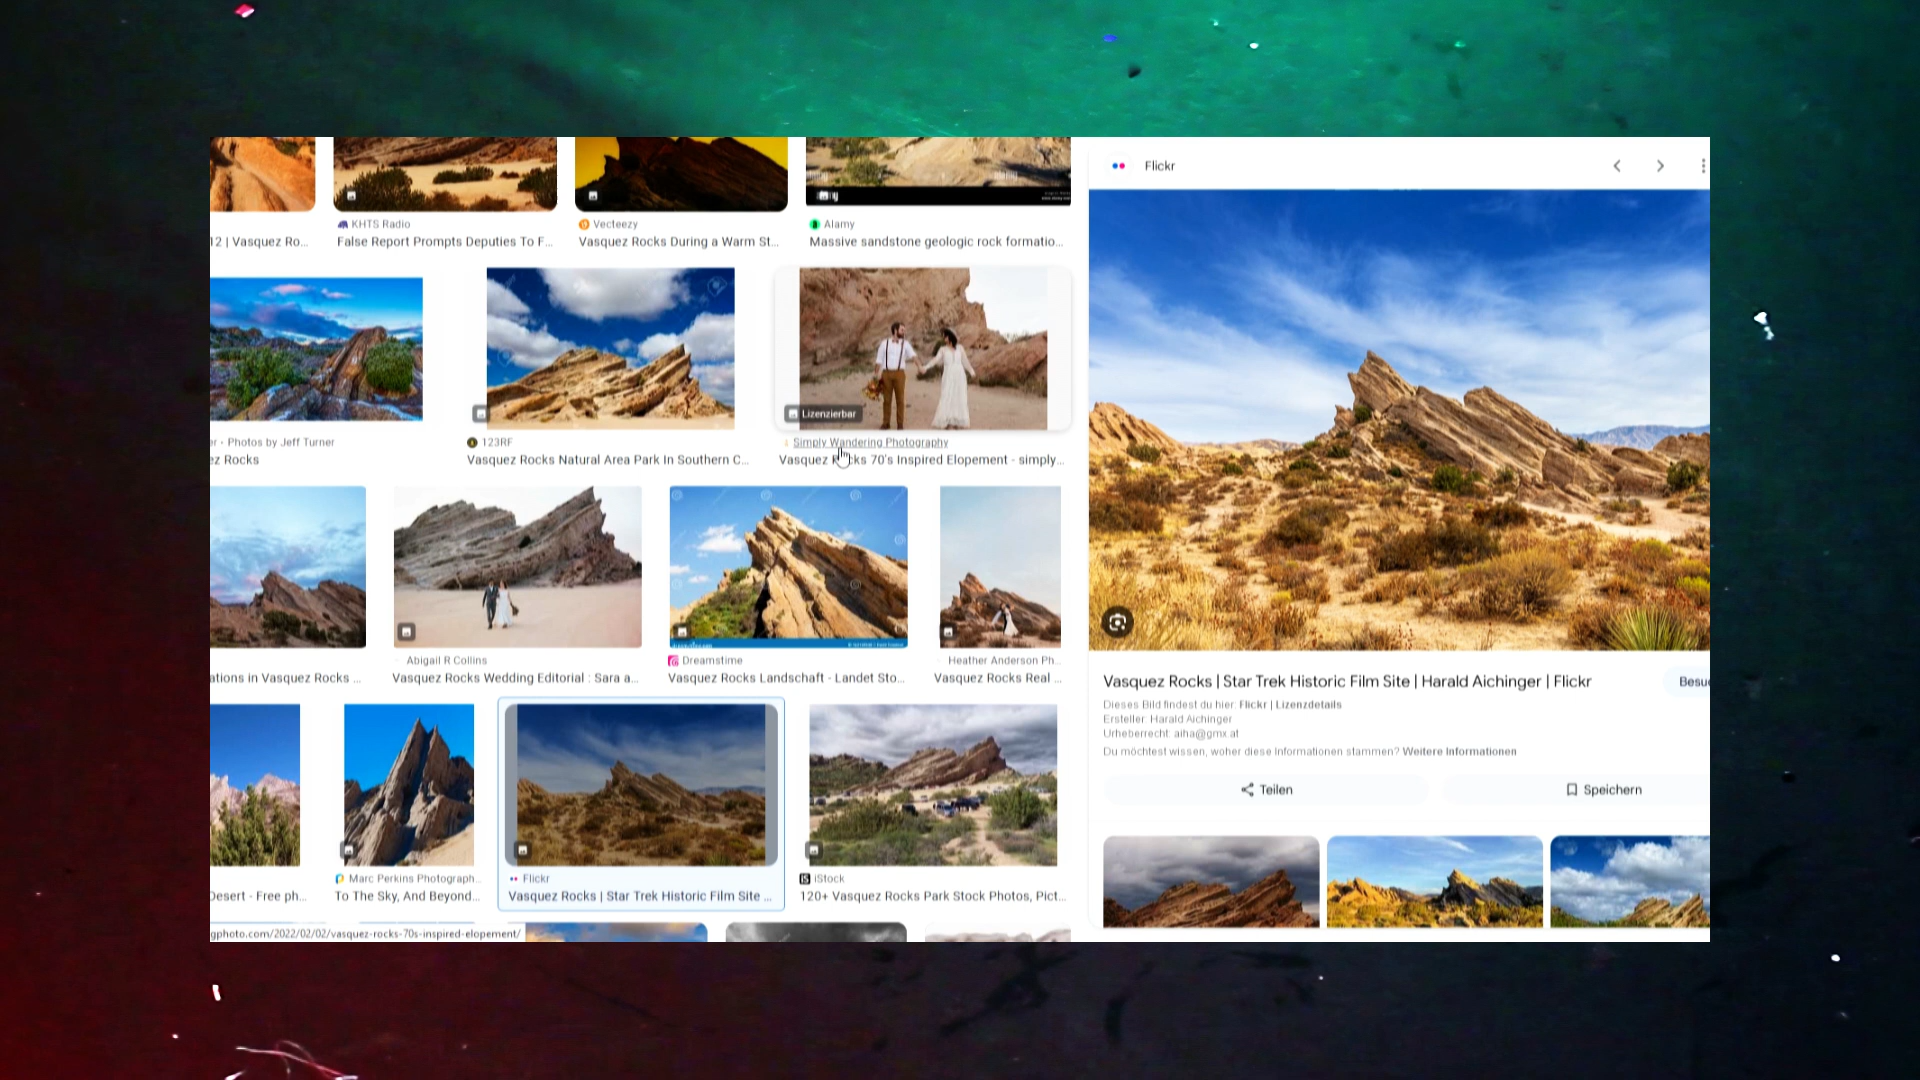 KHTS Radio
Vecteezy
Alamy
12 | Vasquez Ro...
False Report Prompts Deputies To F...
Vasquez Rocks During a Warm St...
Massive sandstone geologic rock formatio...
Lizenzierbar
er - Photos by Jeff Turner
123RF
Simply Wandering Photography
ez Rocks
Vasquez Rocks Natural Area Park In Southern C...
Vasquez Rocks 70's Inspired Elopement - simply...
Abigail R Collins
Dreamstime
Heather Anderson Ph...
ations in Vasquez Rocks ...
Vasquez Rocks Wedding Editorial : Sara a...
Vasquez Rocks Landschaft - Landet Sto...
Vasquez Rocks Real ...
Marc Perkins Photograph...
Flickr
iStock
Desert - Free ph...
To The Sky, And Beyond...
Vasquez Rocks | Star Trek Historic Film Site ...
120+ Vasquez Rocks Park Stock Photos, Pict...
gphoto.com/2022/02/02/vasquez-rocks-70s-inspired-elopement/
Flickr
Vasquez Rocks | Star Trek Historic Film Site | Harald Aichinger | Flickr
Besu
Dieses Bild findest du hier: Flickr | Lizenzdetails
Ersteller: Harald Aichinger
Urheberrecht: aiha@gmx.at
Du möchtest wissen, woher diese Informationen stammen? Weitere Informationen
Teilen
Speichern